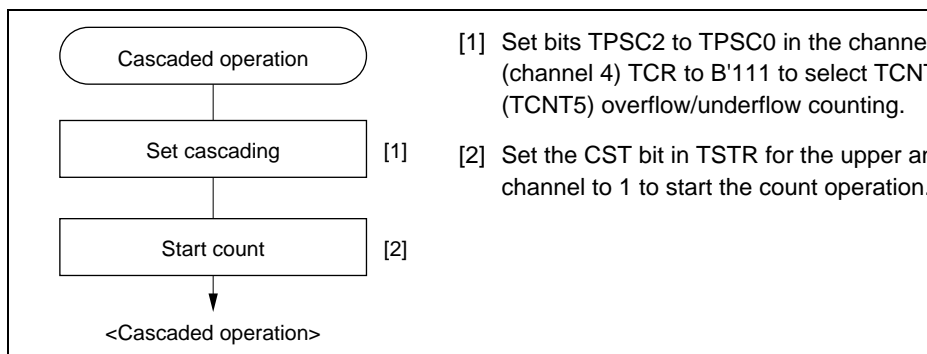 Cascaded operation
Set cascading [1]
Start count [2]
<Cascaded operation>
[1] Set bits TPSC2 to TPSC0 in the
(channel 4) TCR to B'111 to select
(TCNT5) overflow/underflow counting.
[2] Set the CST bit in TSTR for the upper
channel to 1 to start the count operation.